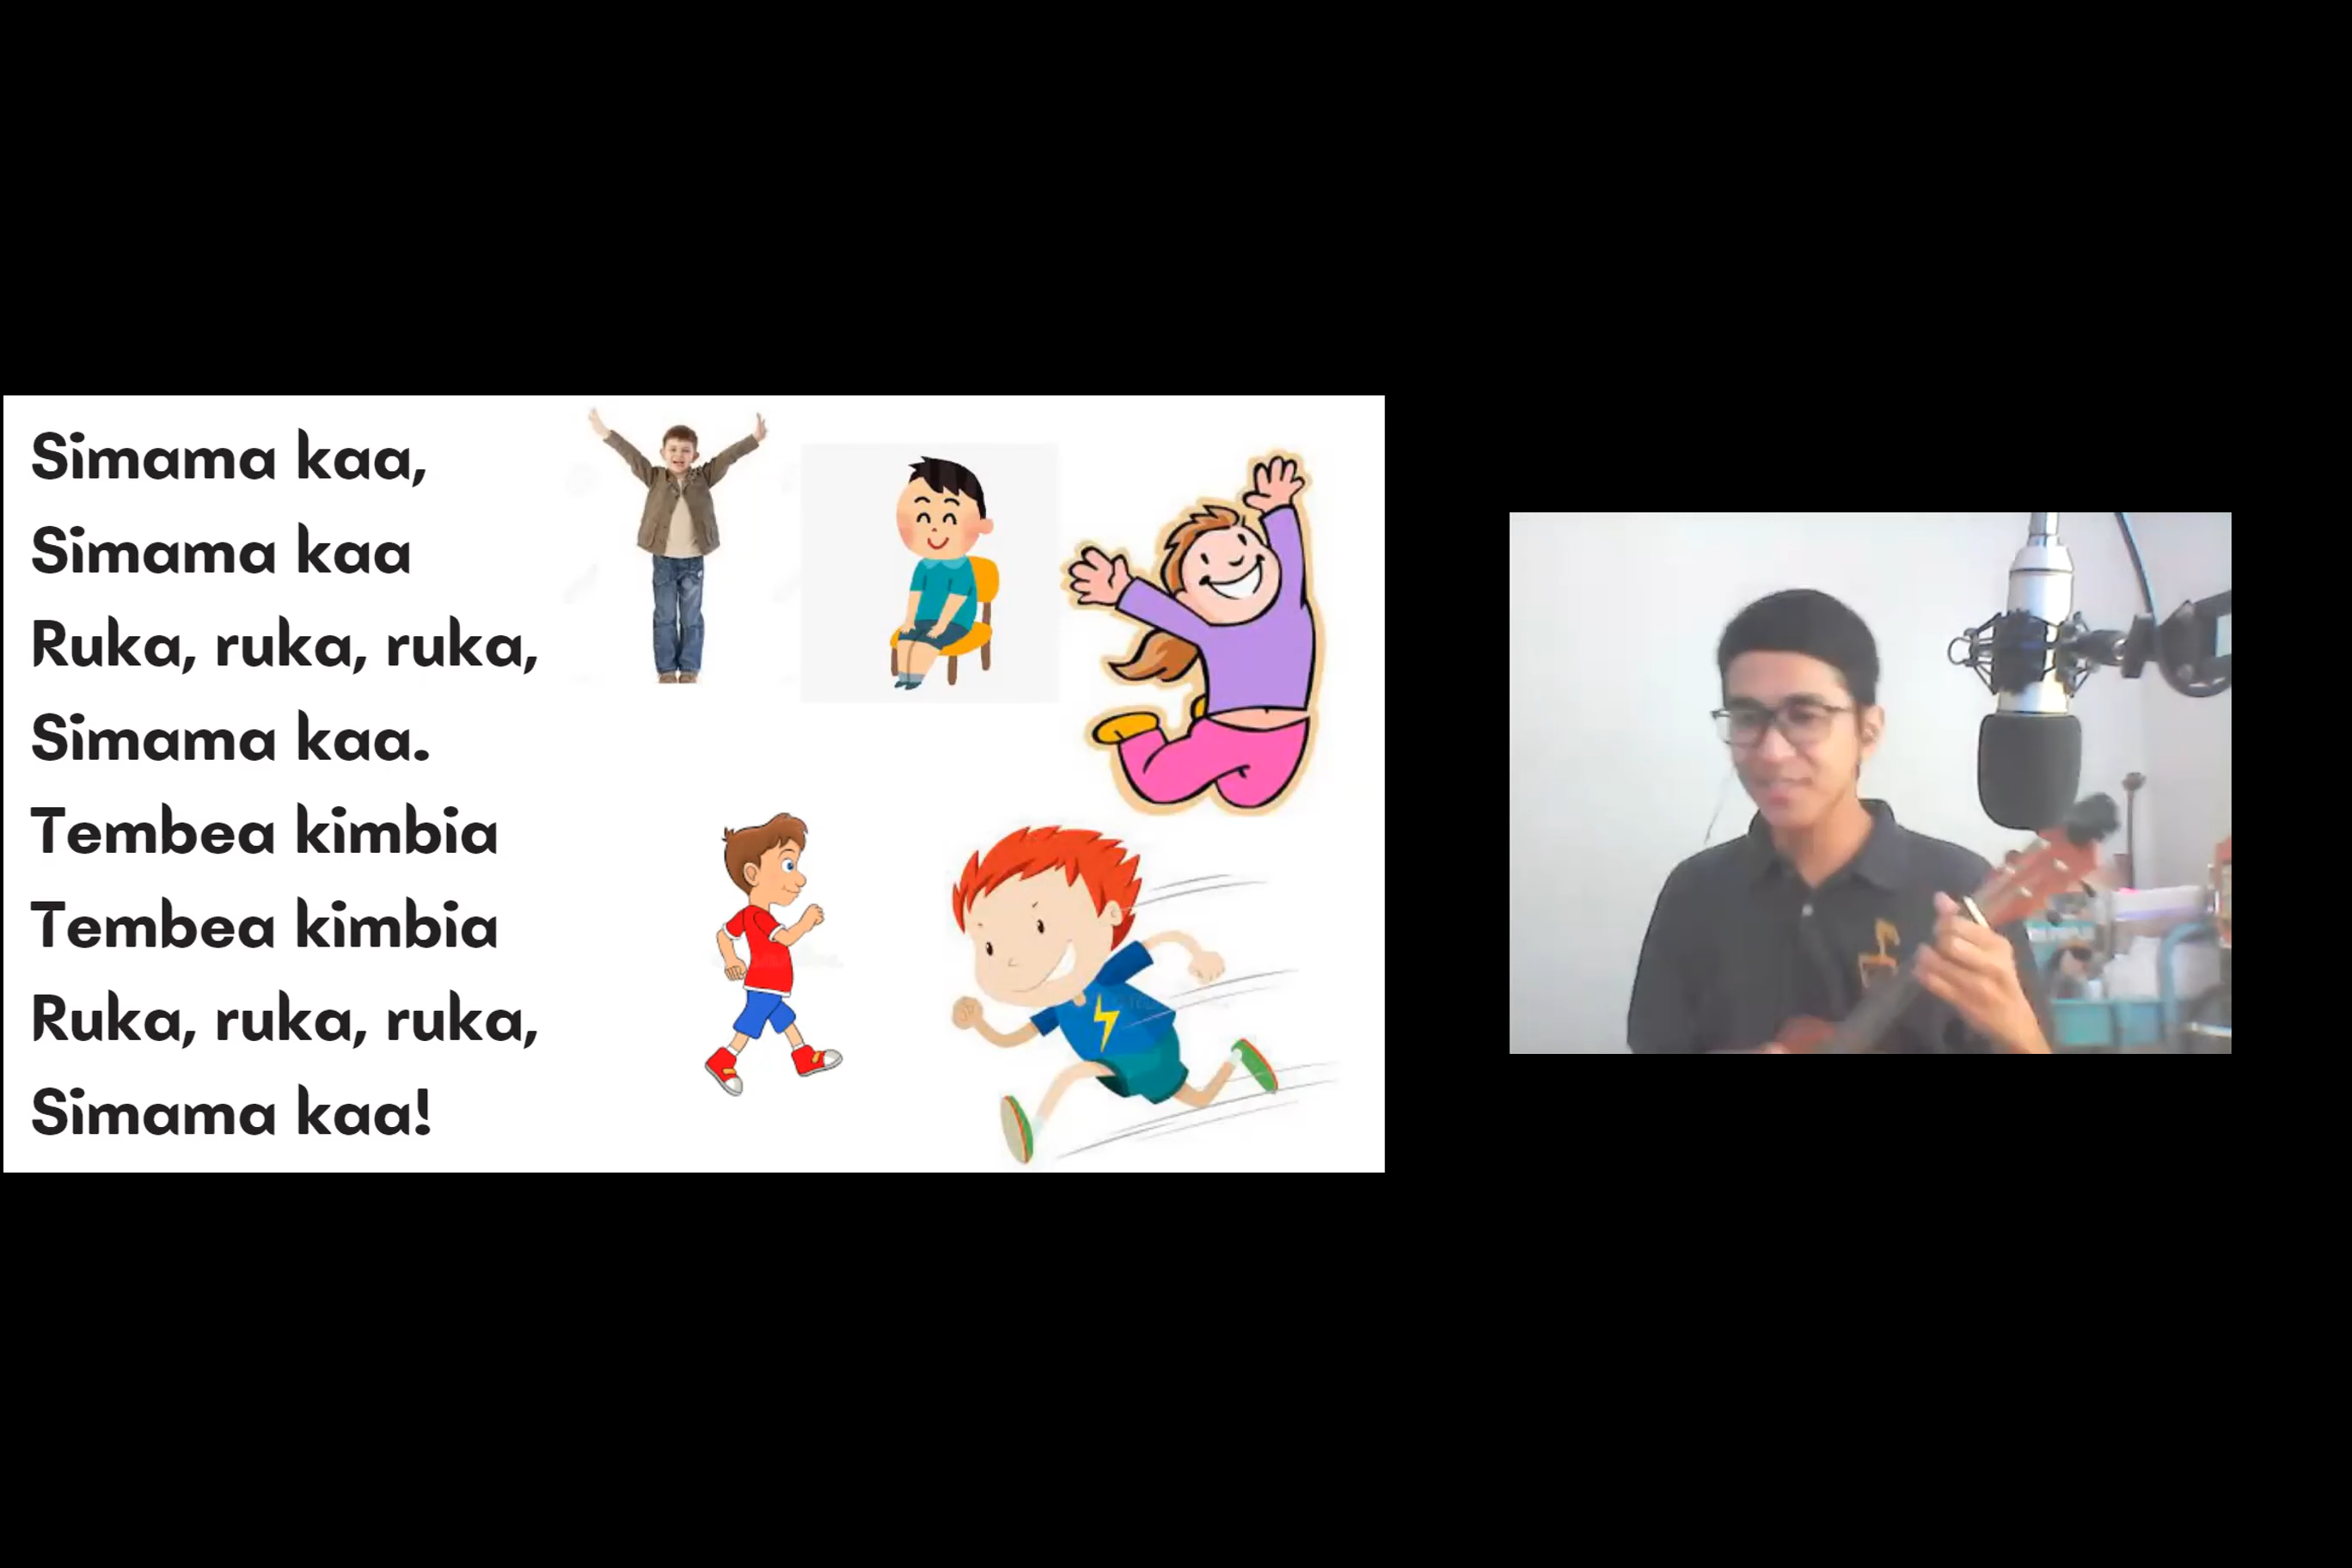 Simama kaa,
Simama kaa
Ruka, ruka, ruka,
Simama kaa.
Tembea kimbia
Tembea kimbia
Ruka, ruka, ruka,
Simama kaa!